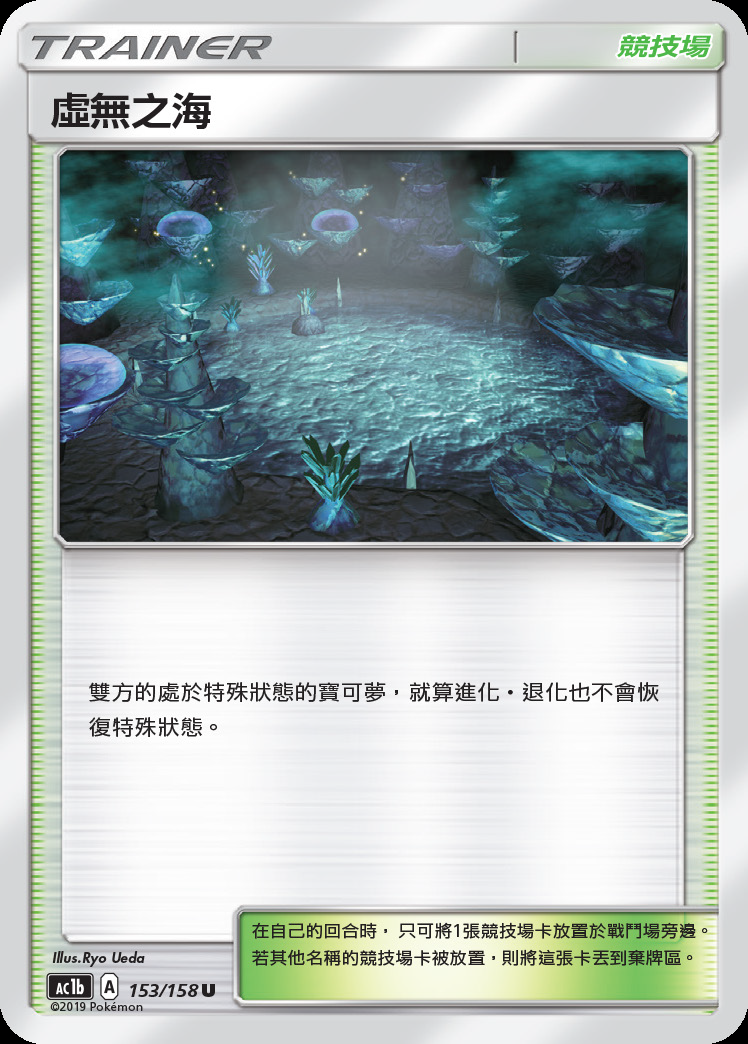 TRAINER
競技場
虛無之海
雙方的處於特殊狀態的寶可夢，就算進化・退化也不會恢
復特殊狀態。
在自己的回合時，只可將1張競技場卡放置於戰鬥場旁邊。
若其他名稱的競技場卡被放置，則將這張卡丟到棄牌區。
Illus.Ryo Ueda
AC1b A 153/158 U
©2019 Pokémon